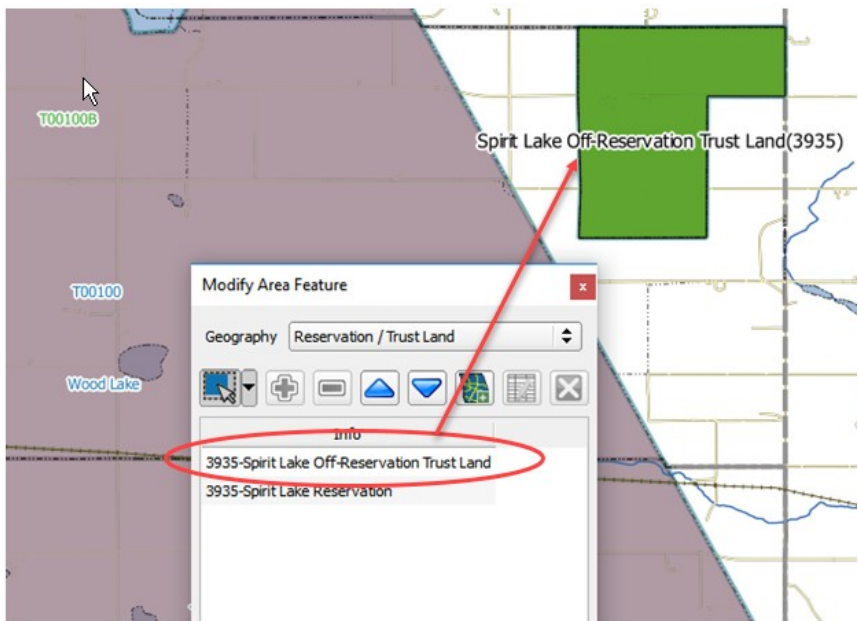 T00100B
Spirit Lake Off-Reservation Trust Land(3935)
T00100
Wood Lake
Modify Area Feature
x
Geography Reservation / Trust Land
Info
3935-Spirit Lake Off-Reservation Trust Land
3935-Spirit Lake Reservation